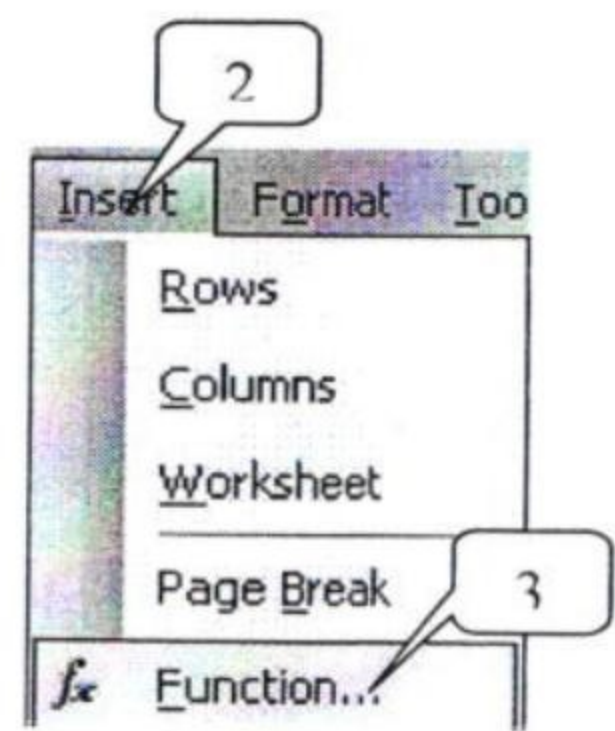 2
Insert Format Too
Rows
Columns
Worksheet
Page Break
3
fx Function...